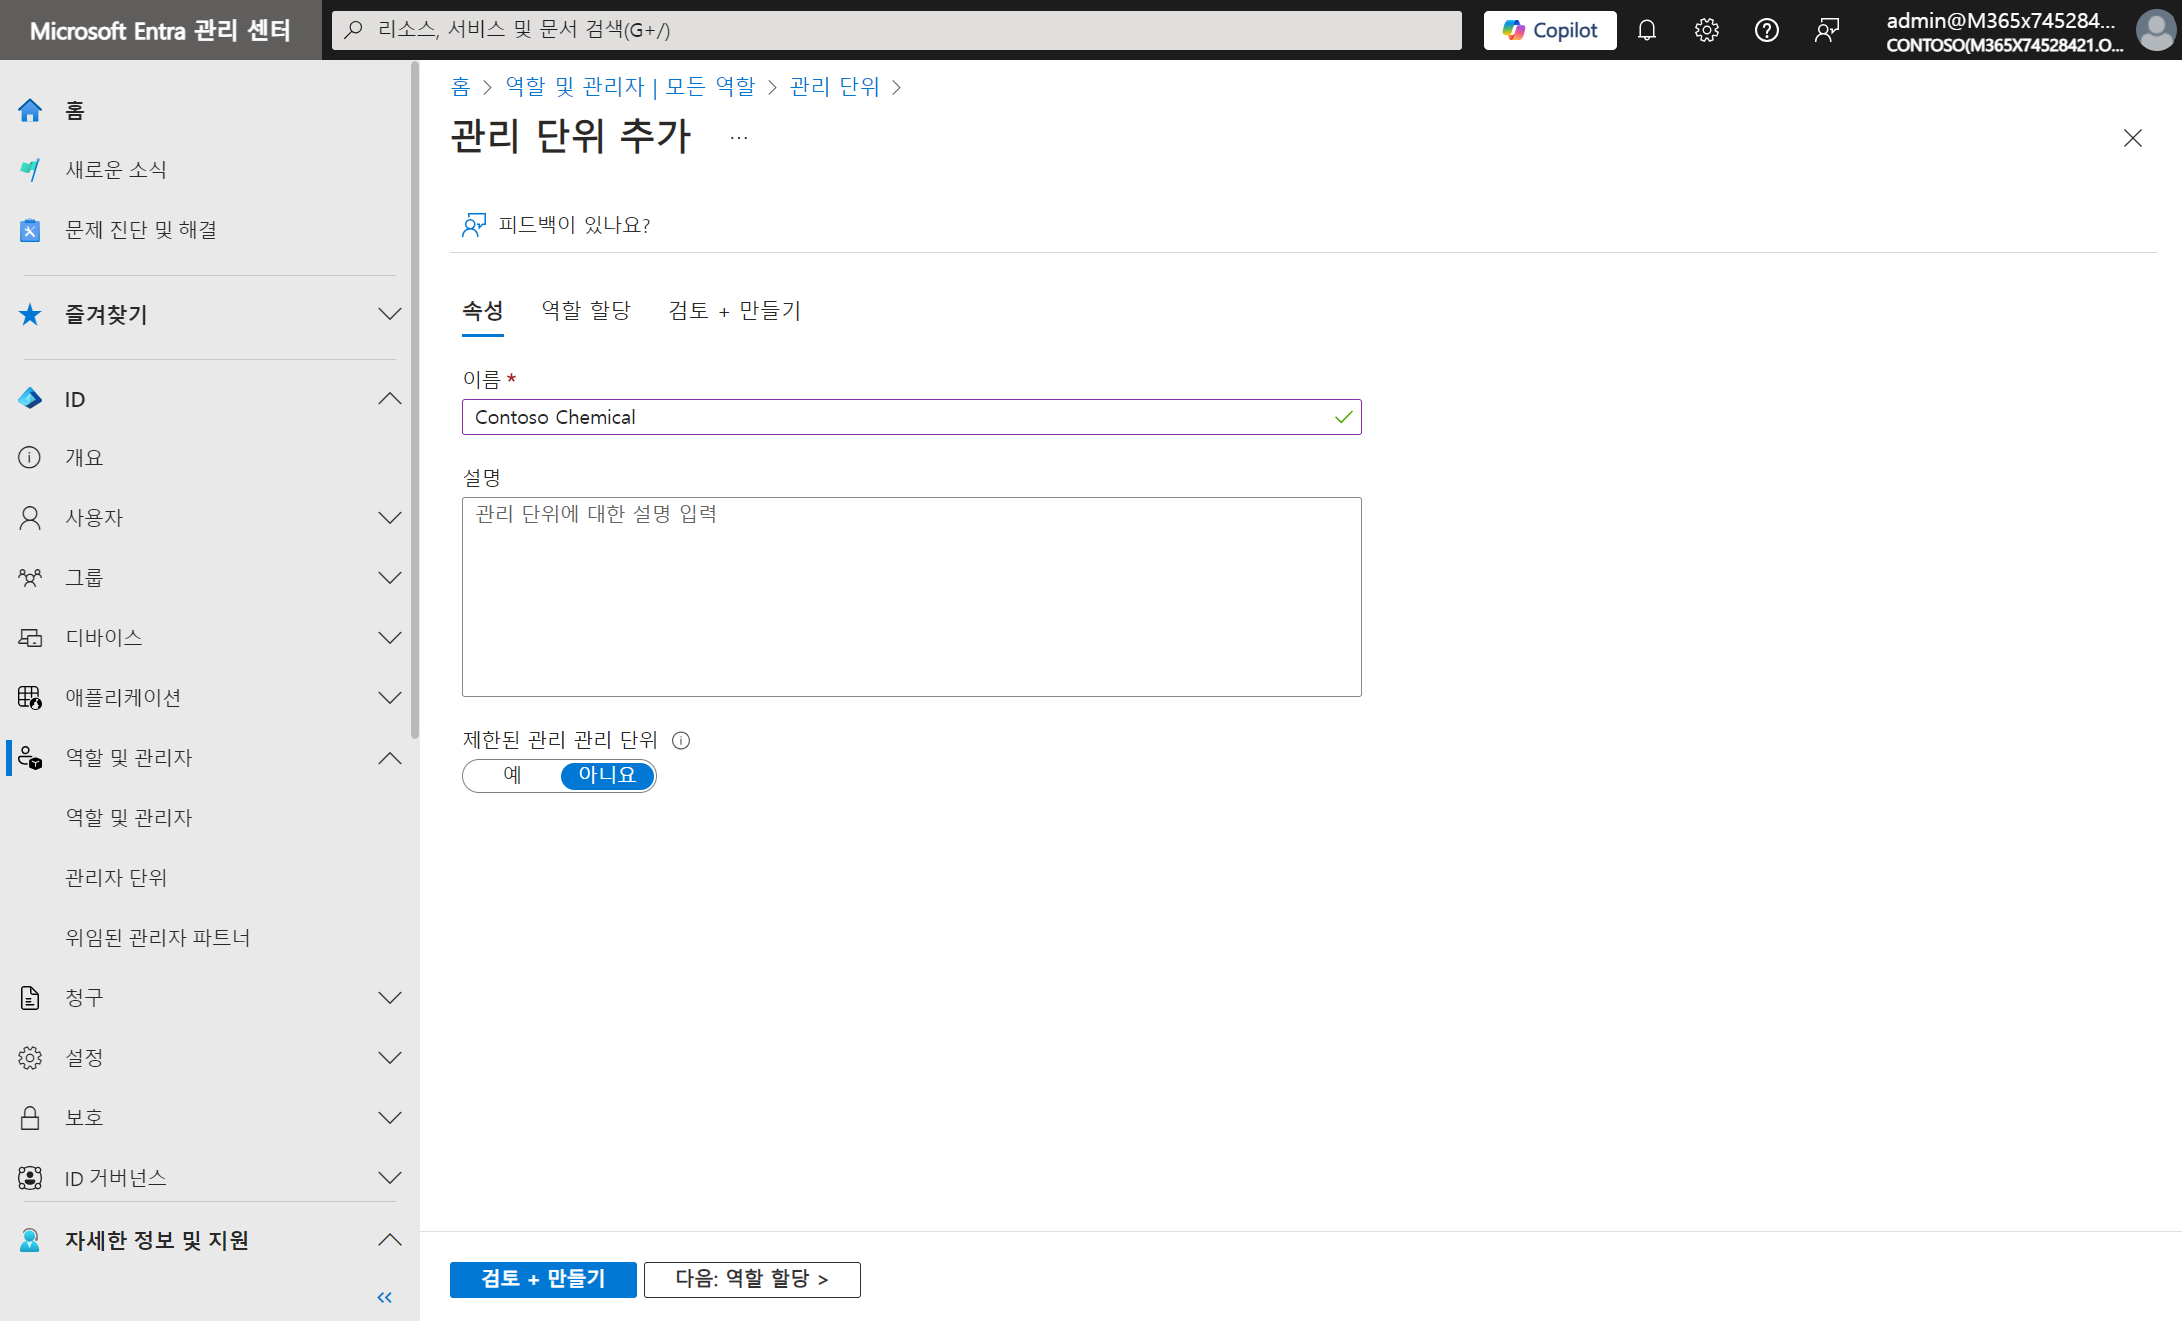 Microsoft Entra 관리 센터
리소스, 서비스 및 문서 검색(G+/)
Copilot
admin@M365x745284...
CONTOSO(M365X74528421.O...
홈
새로운 소식
문제 진단 및 해결
즐겨찾기
ID
개요
사용자
그룹
디바이스
애플리케이션
역할 및 관리자
역할 및 관리자
관리자 단위
위임된 관리자 파트너
청구
설정
보호
ID 거버넌스
자세한 정보 및 지원
홈 > 역할 및 관리자 | 모든 역할 > 관리 단위 >
관리 단위 추가 ...
피드백이 있나요?
속성 역할 할당 검토 + 만들기
이름 *
Contoso Chemical
설명
관리 단위에 대한 설명 입력
제한된 관리 관리 단위
예 아니요
검토 + 만들기 다음: 역할 할당 >